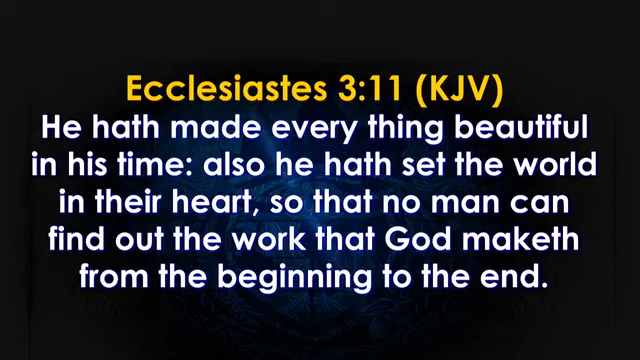 Ecclesiastes 3:11 (KJV)
He hath made every thing beautiful
in his time: also he hath set the world
in their heart, so that no man can
find out the work that God maketh
from the beginning to the end.